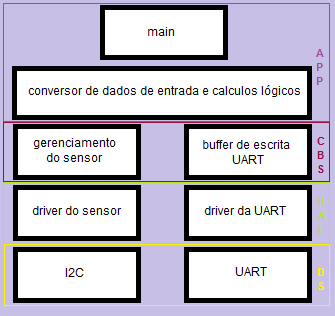 main
APP
conversor de dados de entrada e calculos lógicos
gerenciamento
do sensor
buffer de escrita
UART
CBS
driver do sensor
driver da UART
I2C
UART
DS